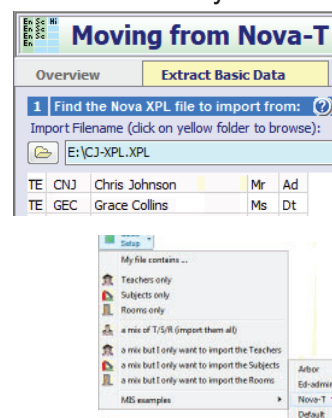 Moving from Nova-T
Overview Extract Basic Data
1 Find the Nova XPL file to import from:
Import Filename (click on yellow folder to browse):
E:\CJ-XPL.XPL
TE CNJ Chris Johnson Mr Ad
TE GEC Grace Collins Ms Dt
Setup
My file contains ...
Teachers only
Subjects only
Rooms only
a mix of T/S/R (import them all)
a mix but I only want to import the Teachers
a mix but I only want to import the Subjects
a mix but I only want to import the Rooms
MIS examples
Arbor
Ed-admin
Nova-T
Default